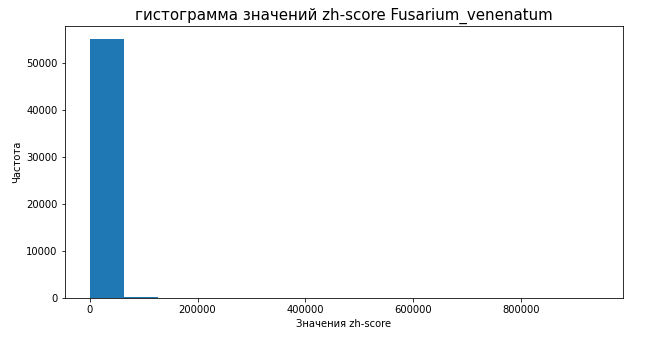 гистограмма значений zh-score Fusarium_venenatum
50000
40000
30000
20000
10000
0
Частота
0 200000 400000 600000 800000
Значения zh-score